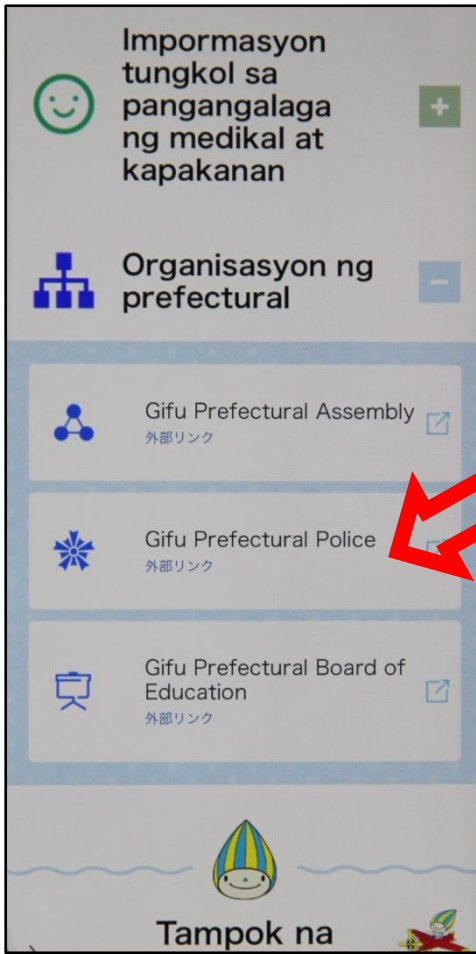 Impormasyon
tungkol sa
pangangalaga
ng medikal at
kapakanan
Organisasyon ng
prefectural
Gifu Prefectural Assembly
外部リンク
Gifu Prefectural Police
外部リンク
Gifu Prefectural Board of
Education
外部リンク
Tampok na